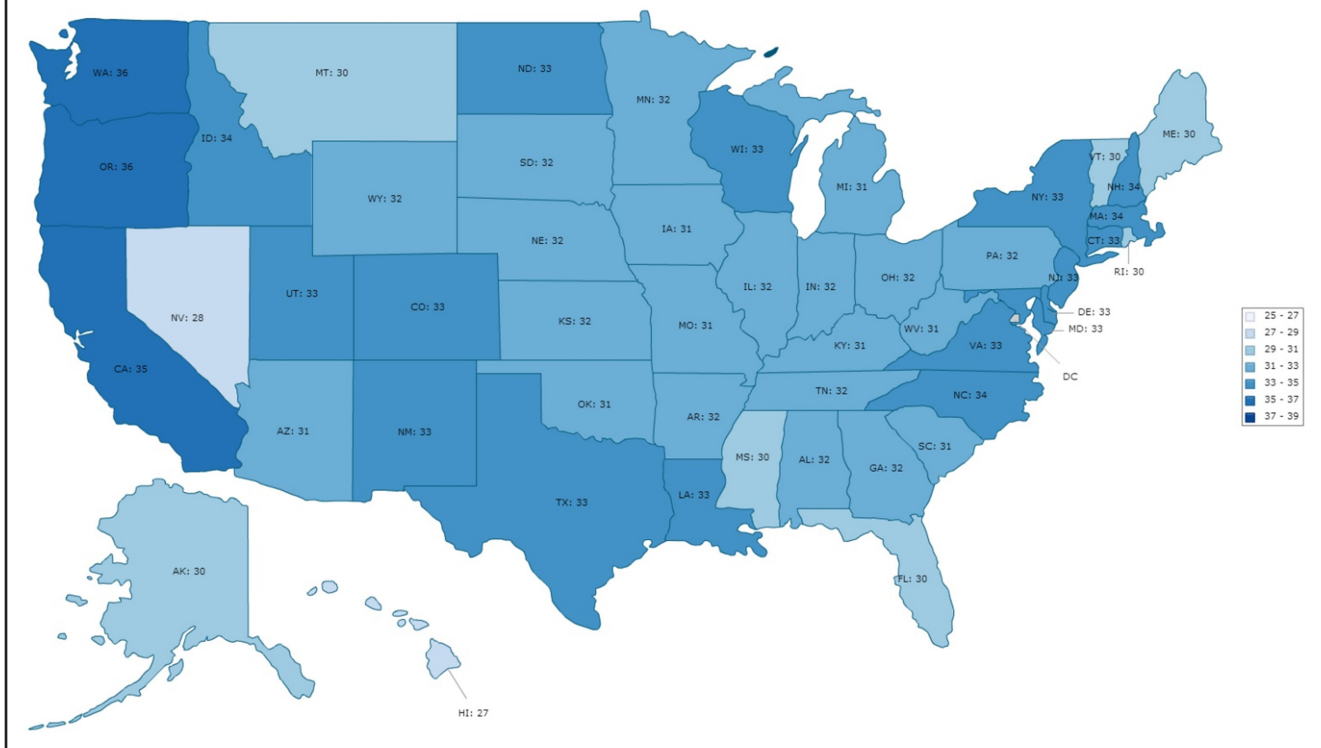 WA: 36
MT: 30
ND: 33
MN: 32
ID: 34
OR: 36
SD: 32
WI: 33
MI: 31
WY: 32
NE: 32
IA: 31
NY: 33
VT: 30
NH: 34
ME: 30
MA: 34
CT: 33
RI: 30
PA: 32
NJ: 33
OH: 32
IN: 32
IL: 32
NV: 28
UT: 33
CO: 33
KS: 32
MO: 31
KY: 31
WV: 31
VA: 33
DE: 33
MD: 33
DC
CA: 35
AZ: 31
NM: 33
OK: 31
AR: 32
TN: 32
NC: 34
SC: 31
MS: 30
AL: 32
GA: 32
TX: 33
LA: 33
FL: 30
AK: 30
HI: 27
25 - 27
27 - 29
29 - 31
31 - 33
33 - 35
35 - 37
37 - 39